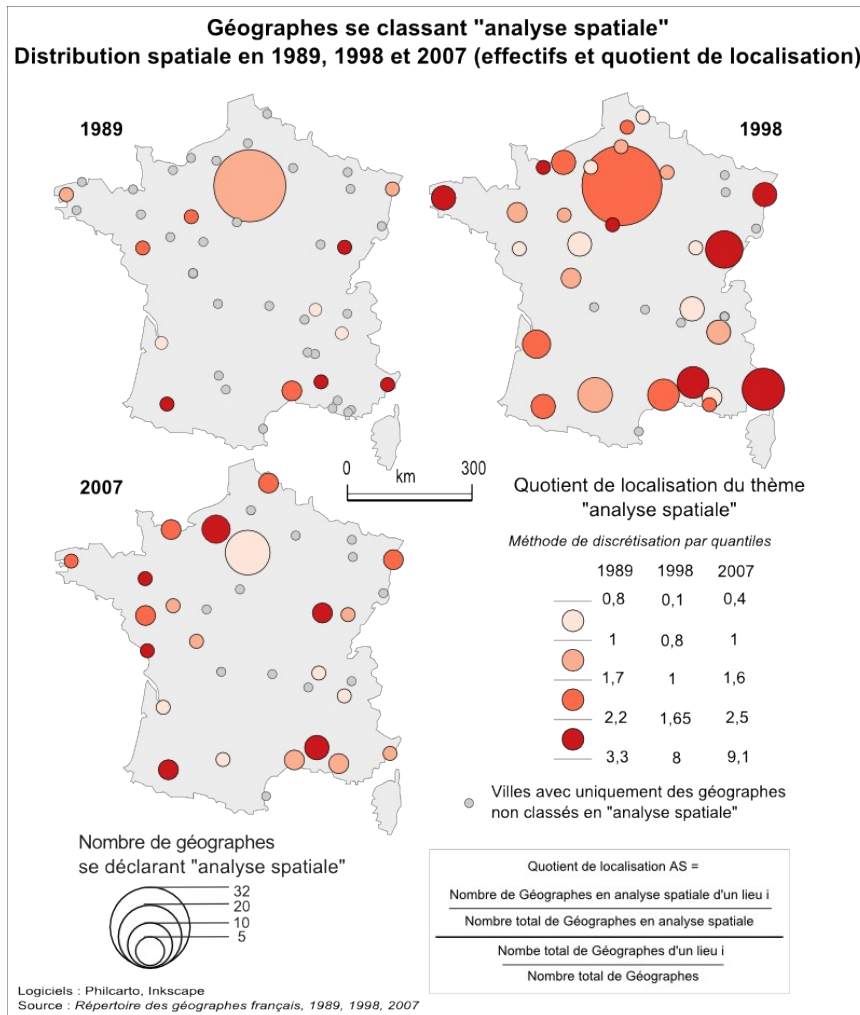 Géographes se classant "analyse spatiale"
Distribution spatiale en 1989, 1998 et 2007 (effectifs et quotient de localisation)
1989
1998
2007
0
km
300
Quotient de localisation du thème
"analyse spatiale"
Méthode de discrétisation par quantiles
1989 1998 2007
0,8 0,1 0,4
1 0,8 1
1,7 1 1,6
2,2 1,65 2,5
3,3 8 9,1
Villes avec uniquement des géographes
non classés en "analyse spatiale"
Nombre de géographes
se déclarant "analyse spatiale"
32
20
10
5
Quotient de localisation AS =
Nombre de Géographes en analyse spatiale d'un lieu i
Nombre total de Géographes en analyse spatiale
Nombe total de Géographes d'un lieu i
Nombre total de Géographes
Logiciels : Philcarto, Inkscape
Source : Répertoire des géographes français, 1989, 1998, 2007